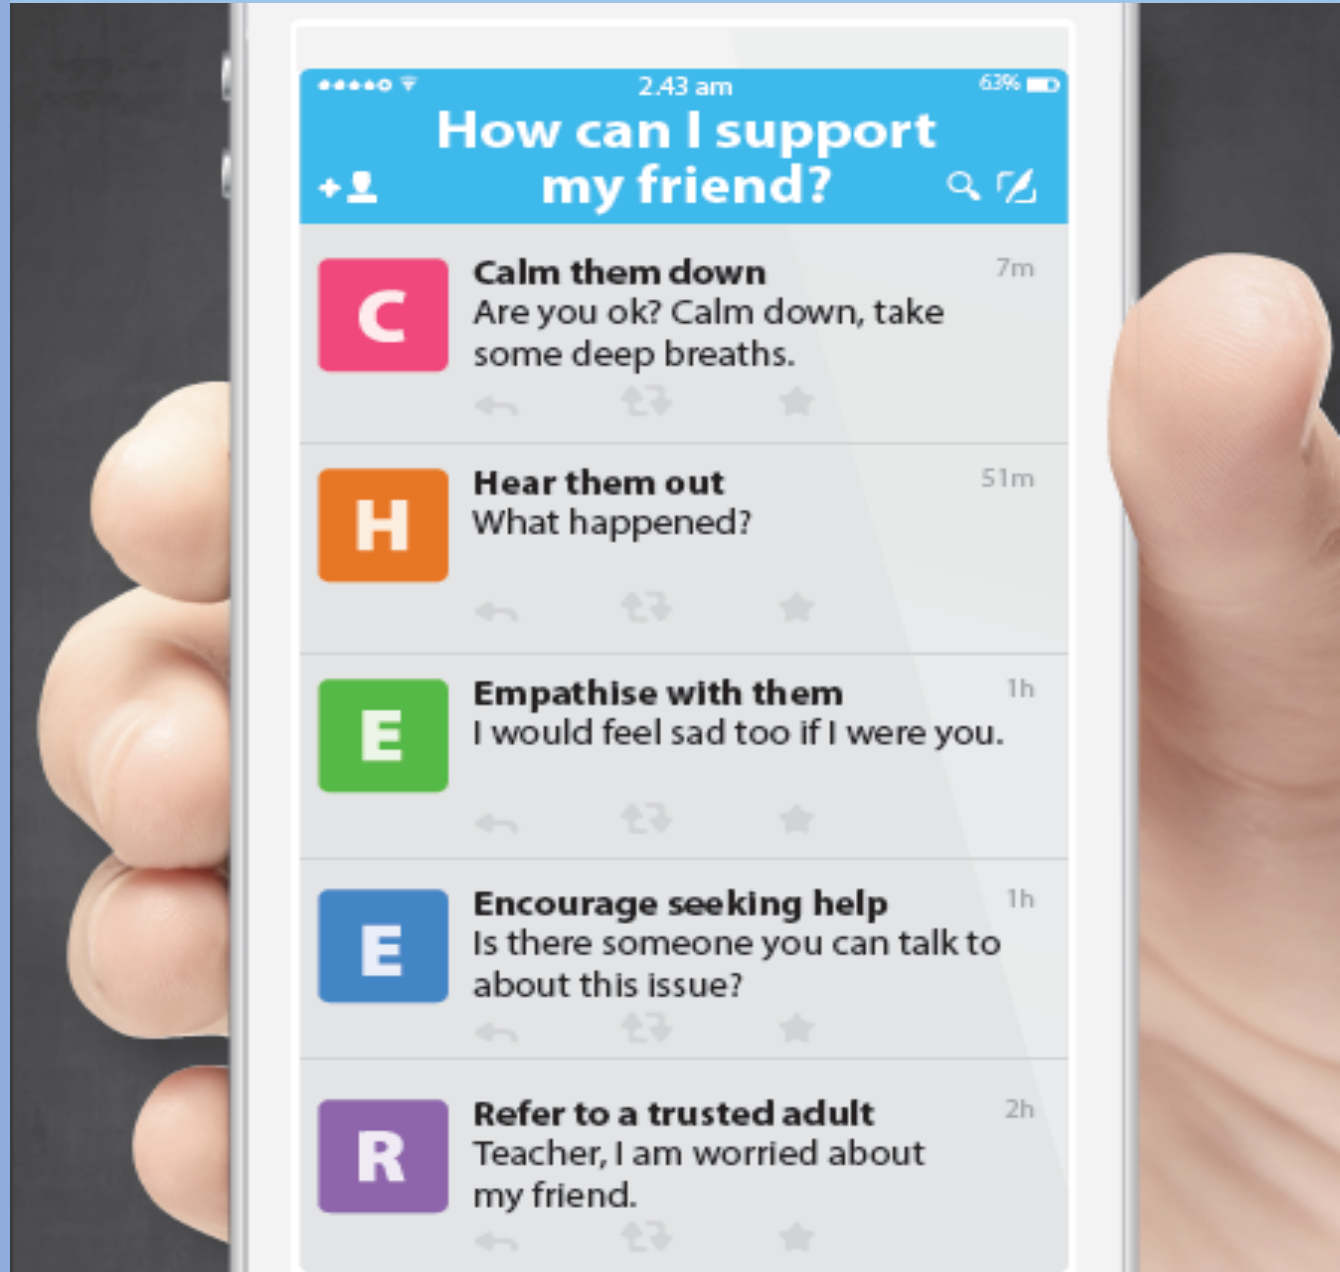 2.43 am
63%
How can I support
my friend?
C
Calm them down
7m
Are you ok? Calm down, take
some deep breaths.
H
Hear them out
51m
What happened?
E
Empathise with them
1h
I would feel sad too if I were you.
E
Encourage seeking help
1h
Is there someone you can talk to
about this issue?
R
Refer to a trusted adult
2h
Teacher, I am worried about
my friend.